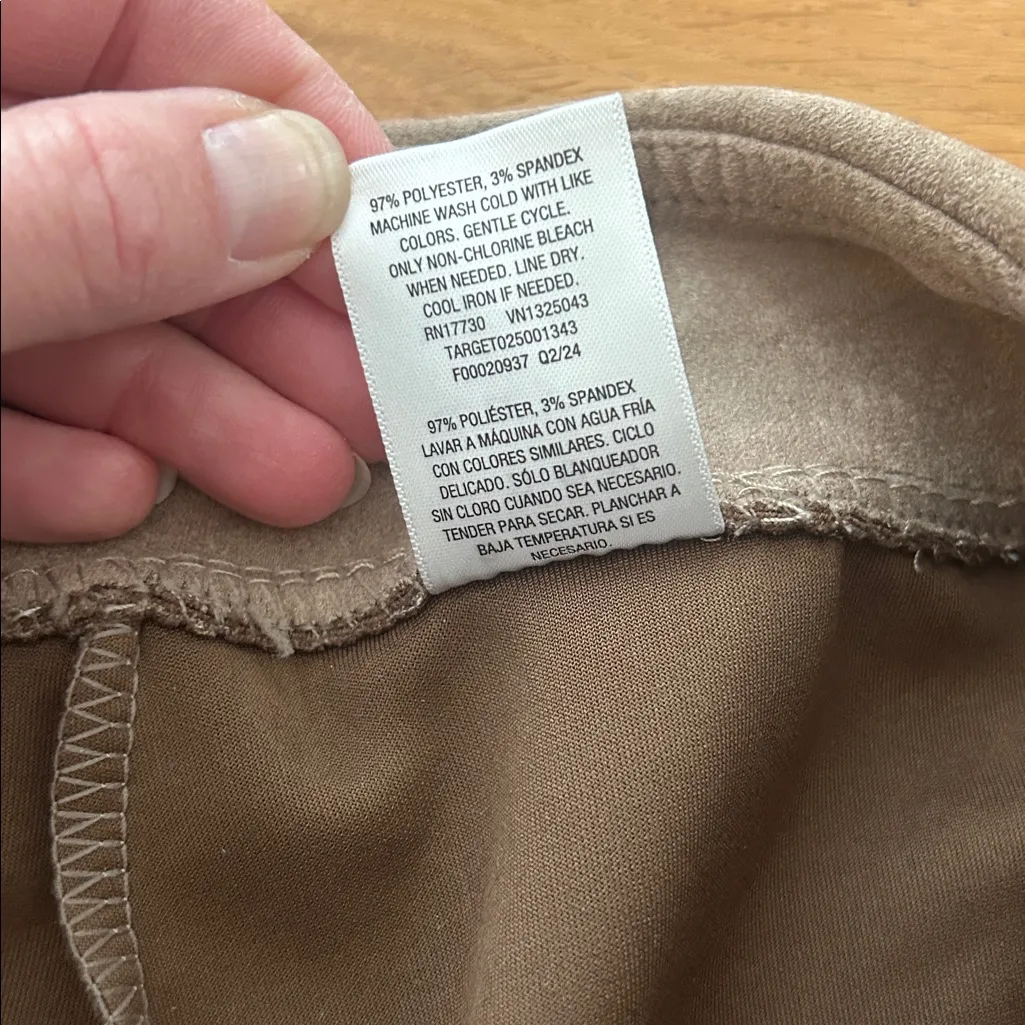 97% POLYESTER, 3% SPANDEX
MACHINE WASH COLD WITH LIKE
COLORS. GENTLE CYCLE.
ONLY NON-CHLORINE BLEACH
WHEN NEEDED. LINE DRY.
COOL IRON IF NEEDED.
RN17730 VN1325043
TARGET025001343
F00020937 Q2/24
97% POLIÉSTER, 3% SPANDEX
LAVAR A MÁQUINA CON AGUA FRÍA
CON COLORES SIMILARES. CICLO
DELICADO. SÓLO BLANQUEADOR
SIN CLORO CUANDO SEA NECESARIO.
TENDER PARA SECAR. PLANCHAR A
BAJA TEMPERATURA SI ES
NECESARIO.